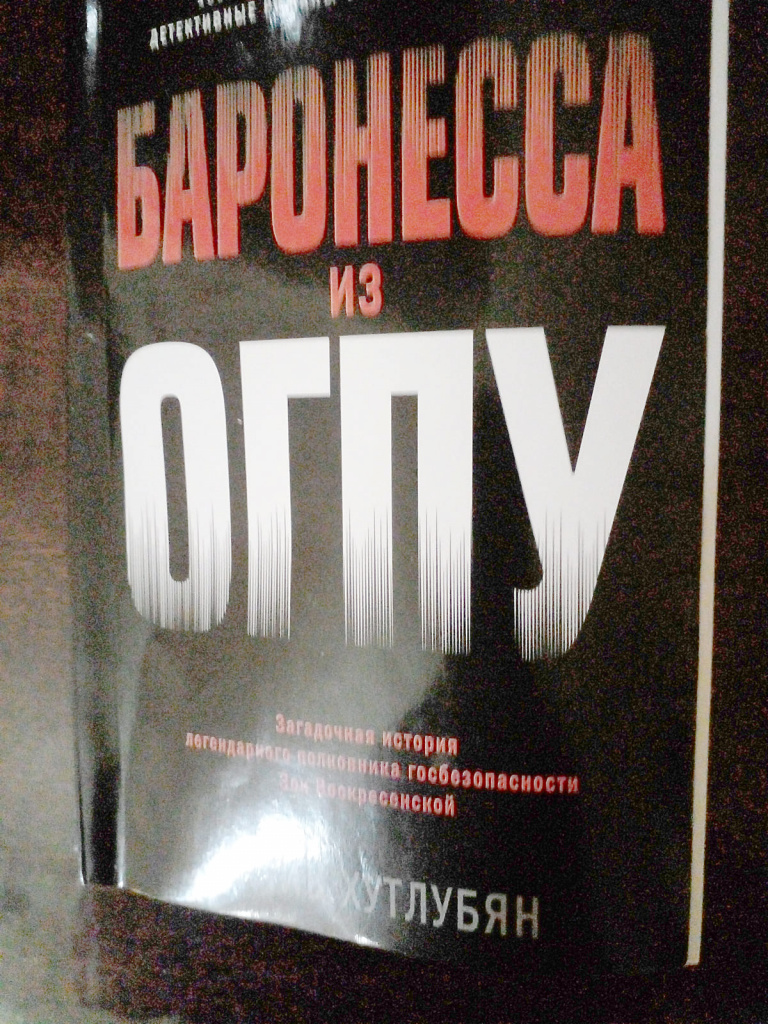 ДЕТЕКТИВНЫЕ
БАРОНЕССА
ИЗ
ОГПУ
Загадочная история
легендарного полковника госбезопасности
Зои Воскресенской
ХУТЛУБЯН